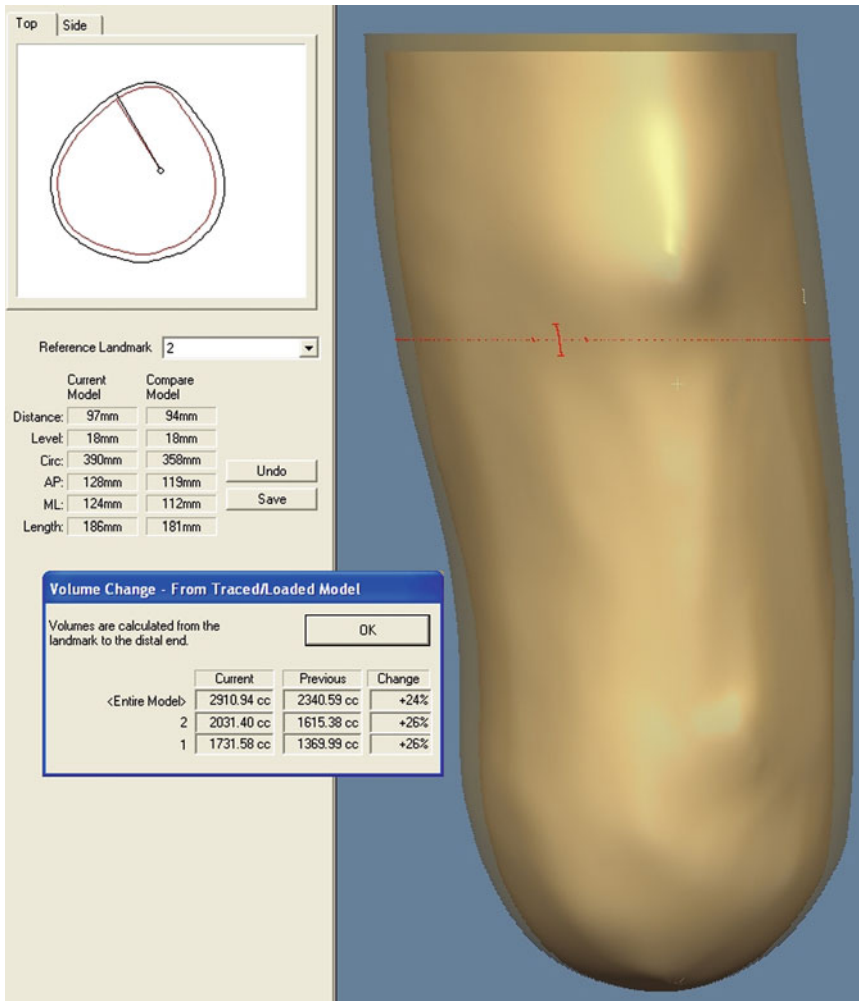 Top Side
Reference Landmark 2
Current Model Compare Model
Distance: 97mm 94mm
Level: 18mm 18mm
Circ: 390mm 358mm
AP: 128mm 119mm
ML: 124mm 112mm
Length: 186mm 181mm
Undo
Save
Volume Change - From Traced/Loaded Model
Volumes are calculated from the
landmark to the distal end.
OK
Current Previous Change
<Entire Model> 2910.94 cc 2340.59 cc +24%
2 2031.40 cc 1615.38 cc +26%
1 1731.58 cc 1369.99 cc +26%